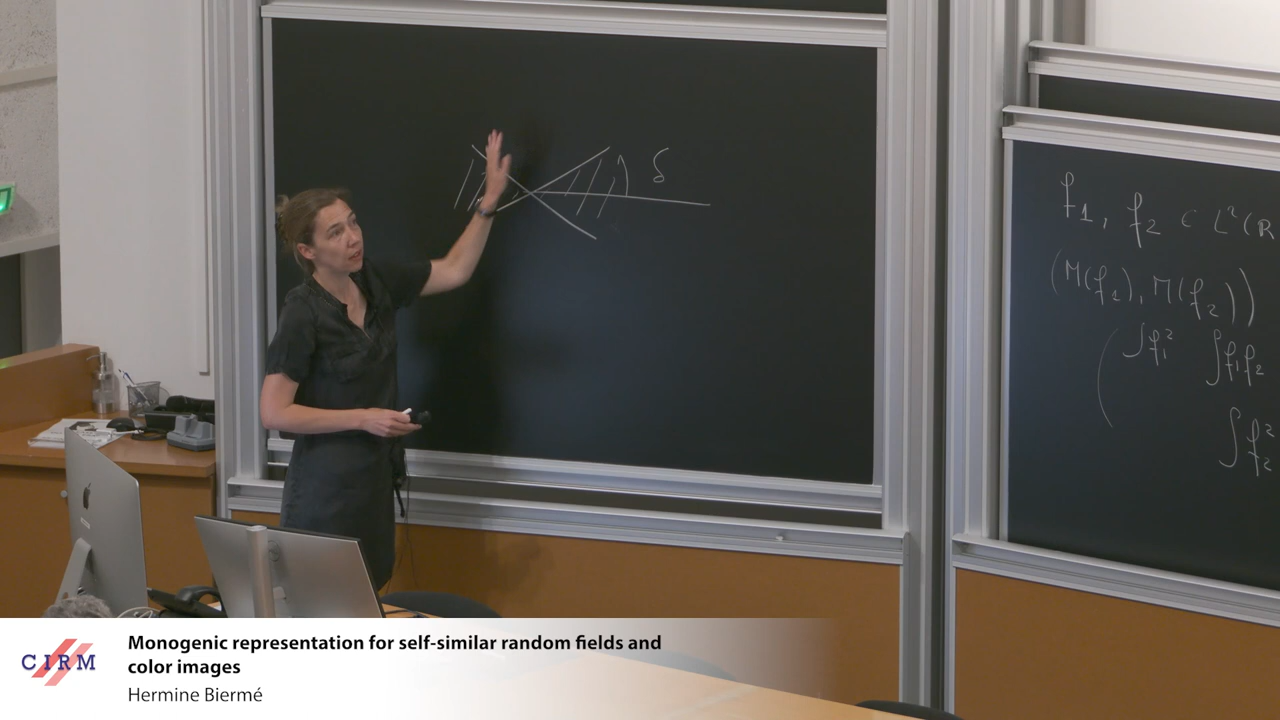 δ
f₁, f₂ ⊂ L²(ℝ
(M(f₁), M(f₂))
( ∫f₁² ∫f₁f₂
∫f₂²
CIRM
Monogenic representation for self-similar random fields and
color images
Hermine Biermé